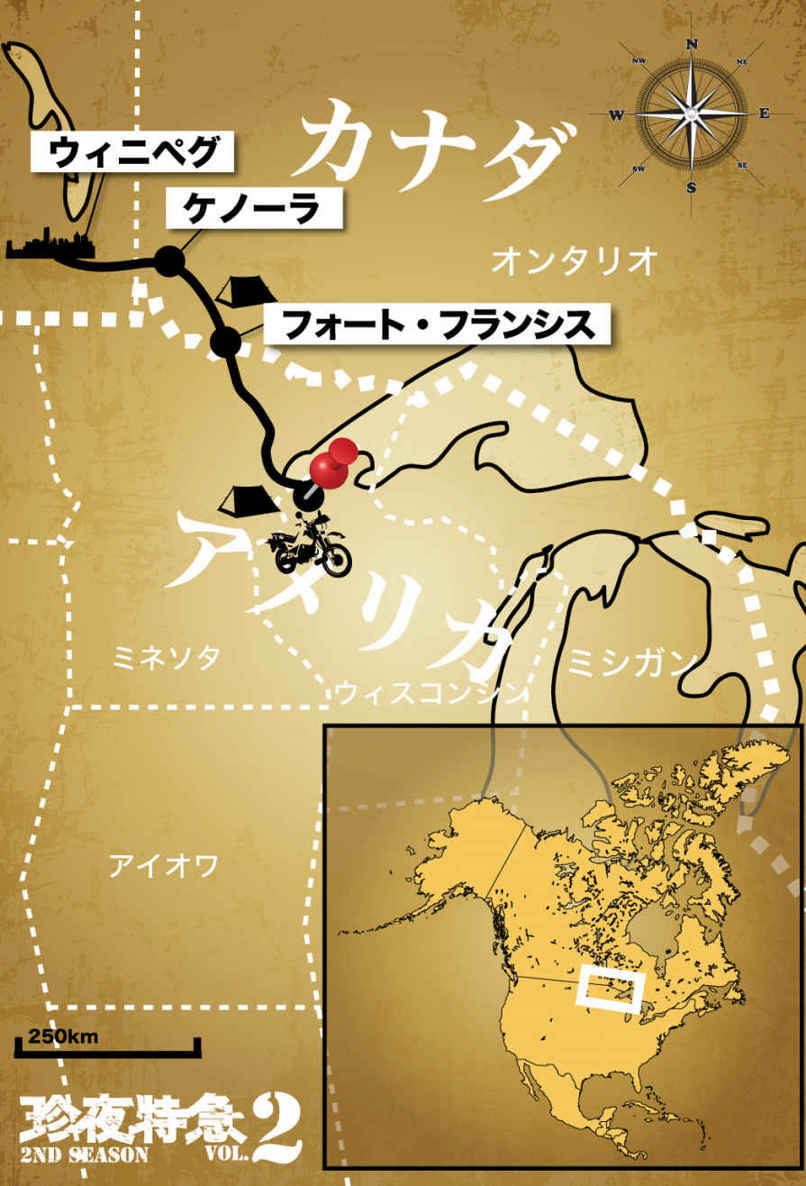 N
NW
NE
W
E
SW
SE
S
カナダ
ウィニペグ
ケノーラ
オンタリオ
フォート・フランシス
アメリカ
ミネソタ
ウィスコンシン
ミシガン
アイオワ
250km
珍夜特急2
2ND SEASON VOL.